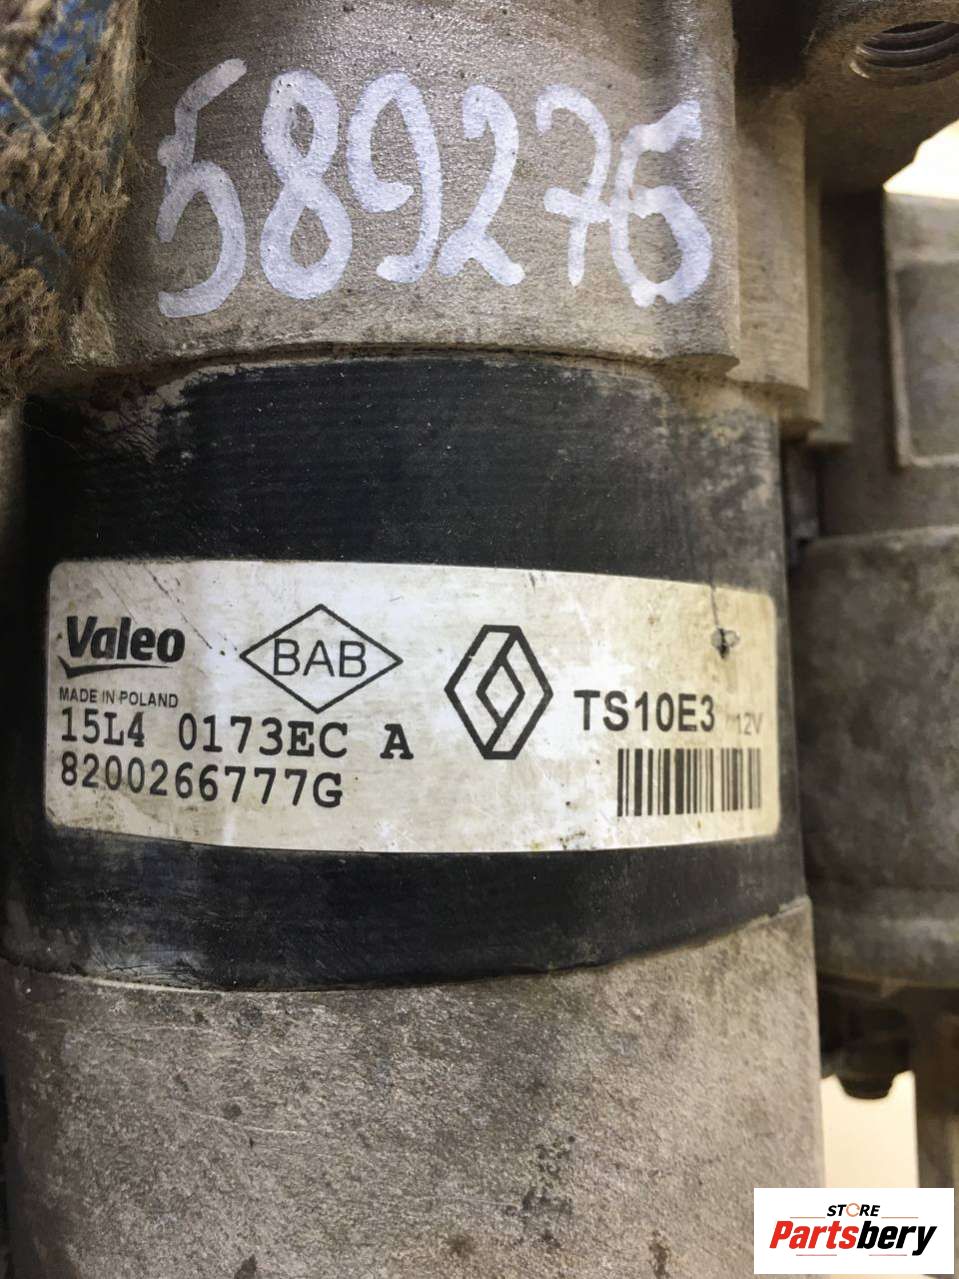 589276
Valeo
MADE IN POLAND
BAB
TS10E3 12V
15L4 0173EC A
8200266777G
STORE
Partsbery